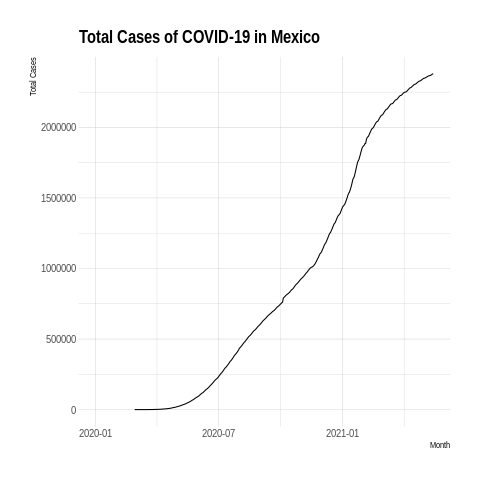 Total Cases of COVID-19 in Mexico
Total Cases
2000000
1500000
1000000
500000
0
2020-01 2020-07 2021-01
Month